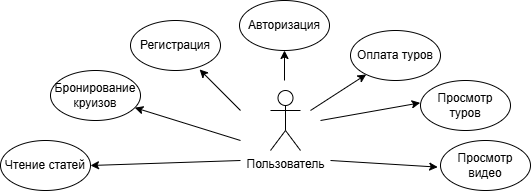 Авторизация
Регистрация
Оплата туров
Бронирование
круизов
Просмотр
туров
Чтение статей
Пользователь
Просмотр
видео